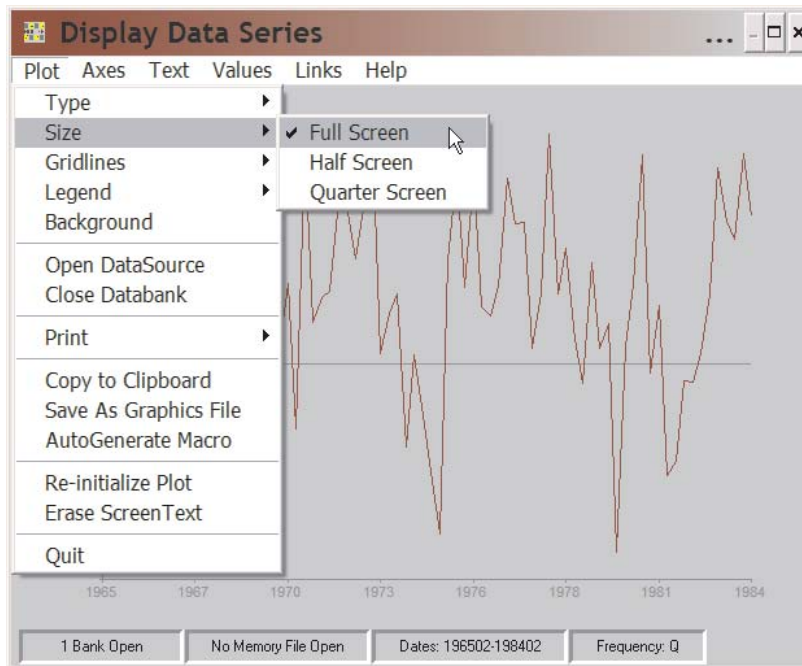 Display Data Series ...
Plot Axes Text Values Links Help
Type
Size
Gridlines
Legend
Background
Open DataSource
Close Databank
Print
Copy to Clipboard
Save As Graphics File
AutoGenerate Macro
Re-initialize Plot
Erase ScreenText
Quit
Full Screen
Half Screen
Quarter Screen
1965 1967 1970 1973 1976 1978 1981 1984
1 Bank Open No Memory File Open Dates: 196502-198402 Frequency: Q